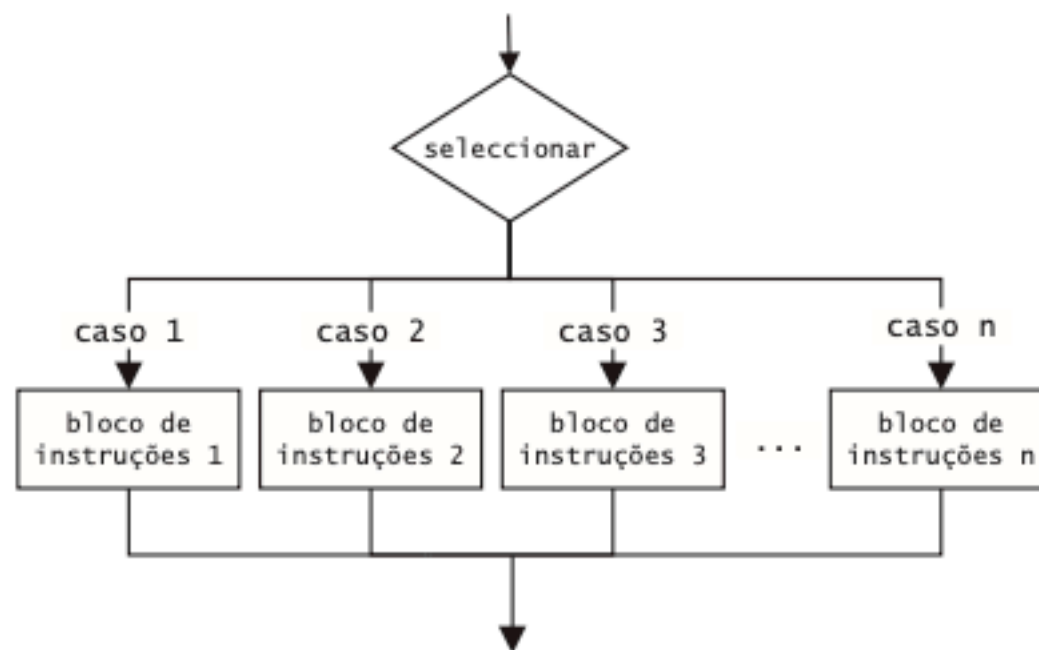 seleccionar
caso 1
caso 2
caso 3
caso n
bloco de
instruções 1
bloco de
instruções 2
bloco de
instruções 3
...
bloco de
instruções n